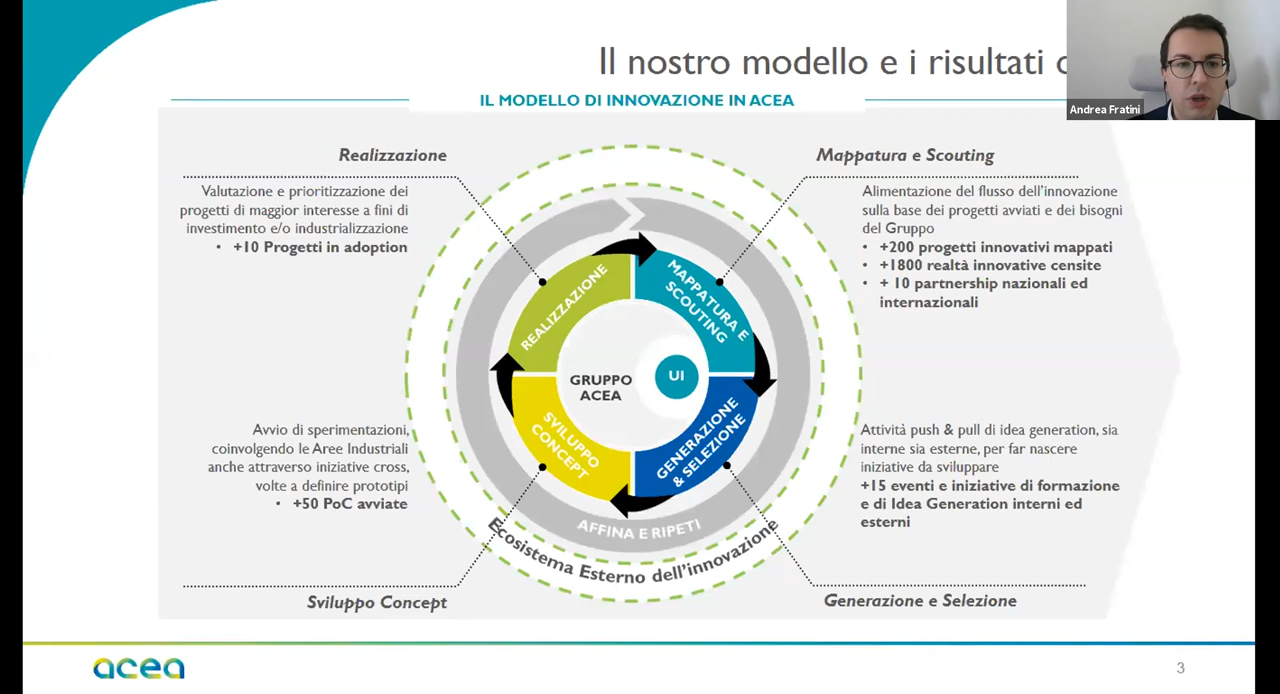 Il nostro modello e i risultati
Andrea Fratini
IL MODELLO DI INNOVAZIONE IN ACEA
Realizzazione
Valutazione e prioritizzazione dei
progetti di maggior interesse a fini di
investimento e/o industrializzazione
• +10 Progetti in adoption
Mappatura e Scouting
Alimentazione del flusso dell'innovazione
sulla base dei progetti avviati e dei bisogni
del Gruppo
• +200 progetti innovativi mappati
• +1800 realtà innovative censite
• + 10 partnership nazionali ed
internazionali
REALIZZAZIONE
MAPPATURA E
SCOUTING
GRUPPO
ACEA
UI
SVILUPPO
CONCEPT
GENERAZIONE
& SELEZIONE
AFFINA E RIPETI
Ecosistema Esterno dell'innovazione
Avvio di sperimentazioni,
coinvolgendo le Aree Industriali
anche attraverso iniziative cross,
volte a definire prototipi
• +50 PoC avviate
Sviluppo Concept
Attività push & pull di idea generation, sia
interne sia esterne, per far nascere
iniziative da sviluppare
+15 eventi e iniziative di formazione
e di Idea Generation interni ed
esterni
Generazione e Selezione
acea
3